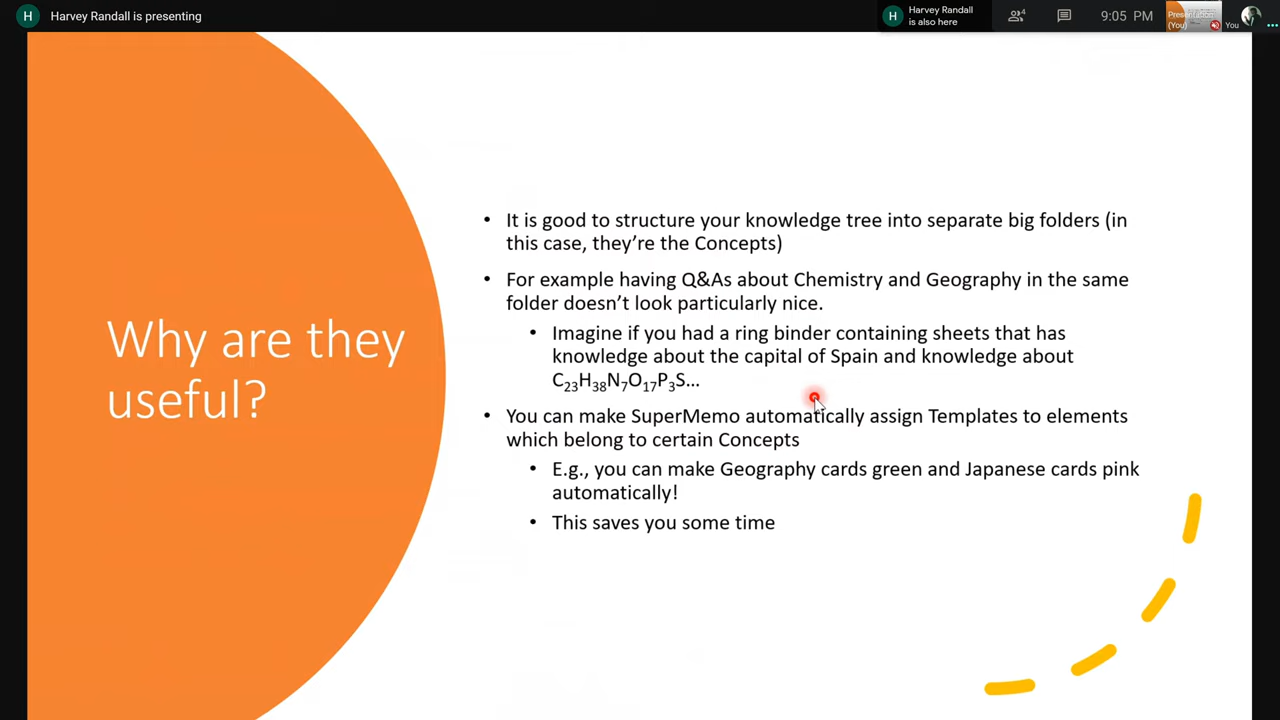 Harvey Randall is presenting
H
Harvey Randall
is also here
H
4
9:05 PM
Presentation
(You)
You
Why are they
useful?
• It is good to structure your knowledge tree into separate big folders (in
this case, they’re the Concepts)
• For example having Q&As about Chemistry and Geography in the same
folder doesn’t look particularly nice.
• Imagine if you had a ring binder containing sheets that has
knowledge about the capital of Spain and knowledge about
C₂₃H₃₈N₇O₁₇P₃S…
• You can make SuperMemo automatically assign Templates to elements
which belong to certain Concepts
• E.g., you can make Geography cards green and Japanese cards pink
automatically!
• This saves you some time